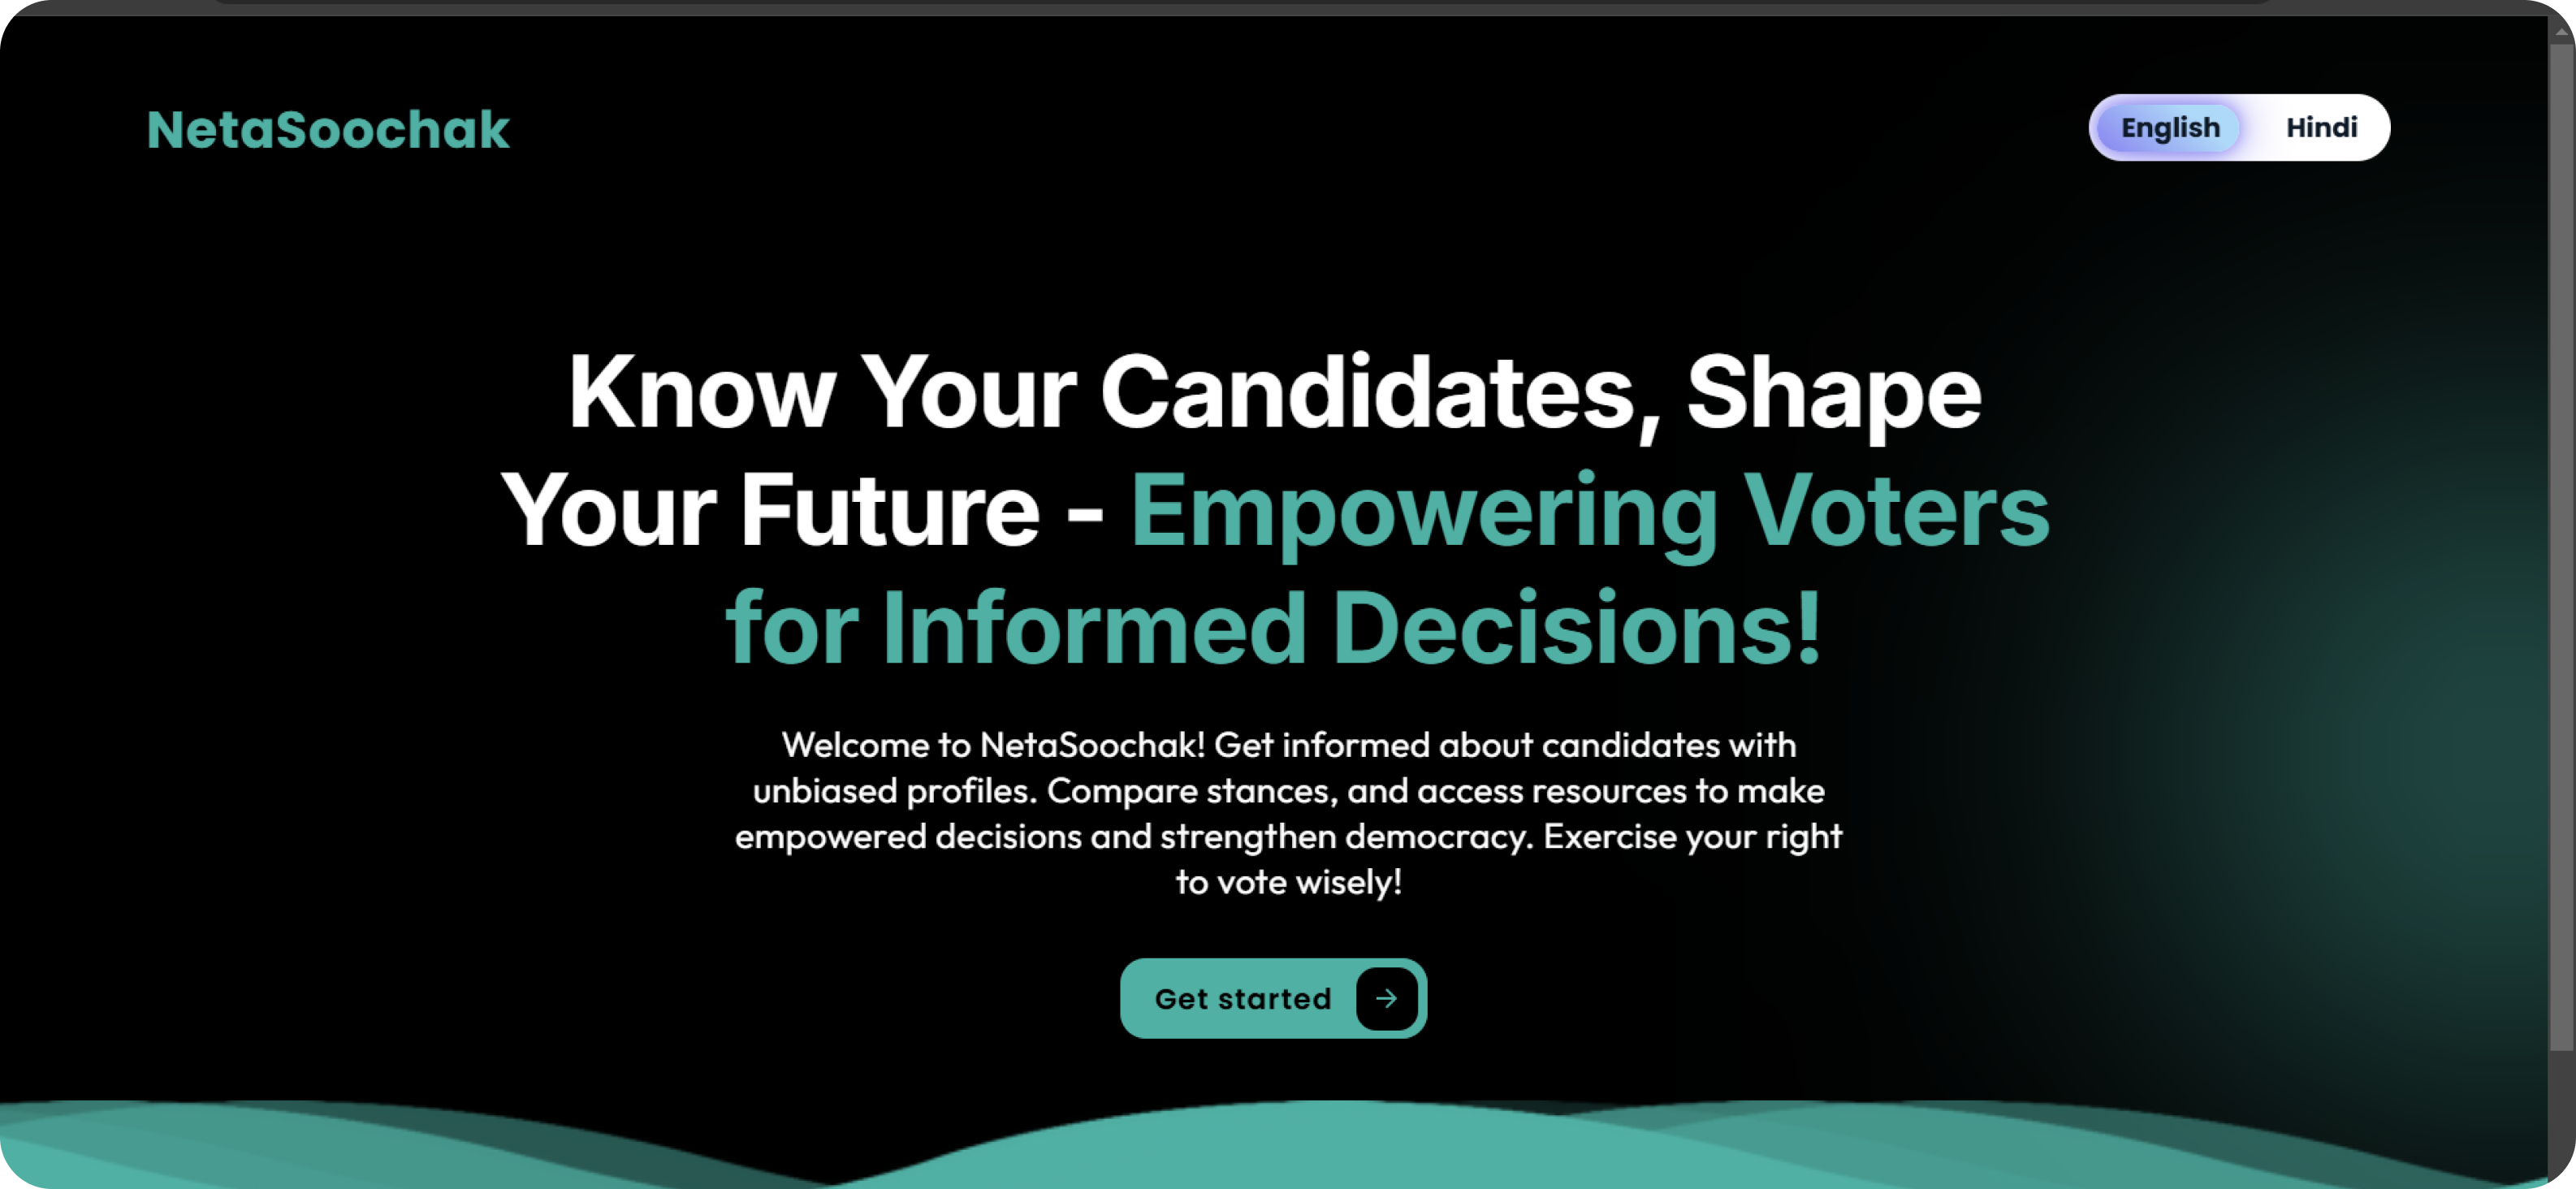 NetaSoochak
English Hindi
Know Your Candidates, Shape
Your Future - Empowering Voters
for Informed Decisions!
Welcome to NetaSoochak! Get informed about candidates with
unbiased profiles. Compare stances, and access resources to make
empowered decisions and strengthen democracy. Exercise your right
to vote wisely!
Get started